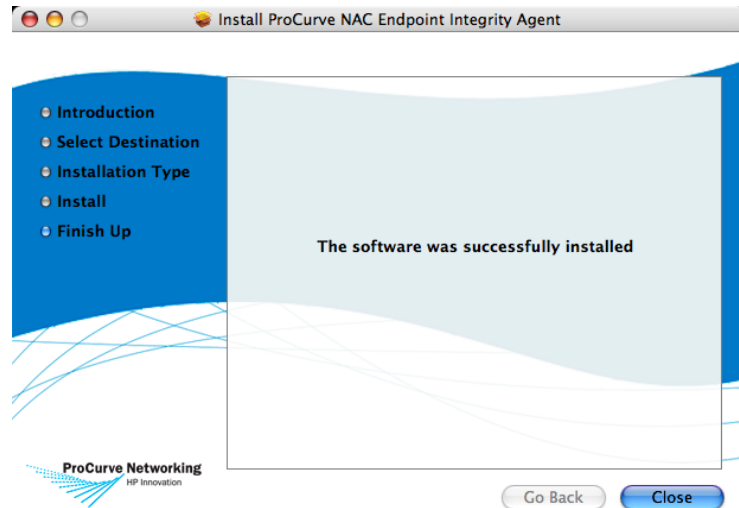 Install ProCurve NAC Endpoint Integrity Agent
Introduction
Select Destination
Installation Type
Install
Finish Up
The software was successfully installed
ProCurve Networking
HP Innovation
Go Back
Close